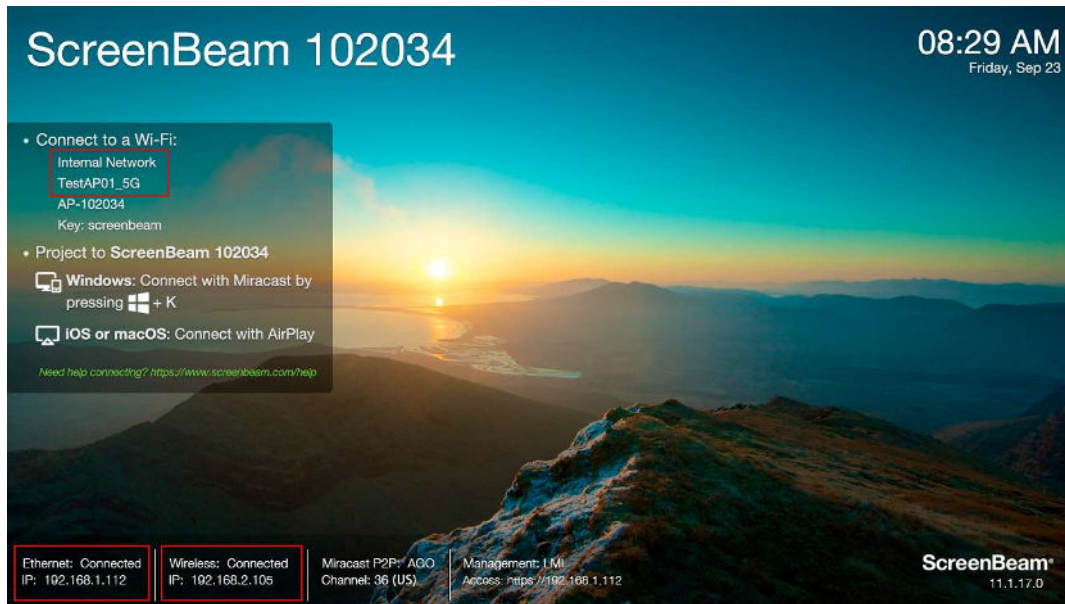 ScreenBeam 102034
08:29 AM
Friday, Sep 23
• Connect to a Wi-Fi:
Internal Network
TestAP01_5G
AP-102034
Key: screenbeam
• Project to ScreenBeam 102034
Windows: Connect with Miracast by
pressing + K
iOS or macOS: Connect with AirPlay
Need help connecting? https://www.screenbeam.com/help
Ethernet: Connected
IP: 192.168.1.112
Wireless: Connected
IP: 192.168.2.105
Miracast P2P: AGO
Channel: 36 (US)
Management: LMI
Access: https://192.168.1.112
ScreenBeam®
11.1.17.0